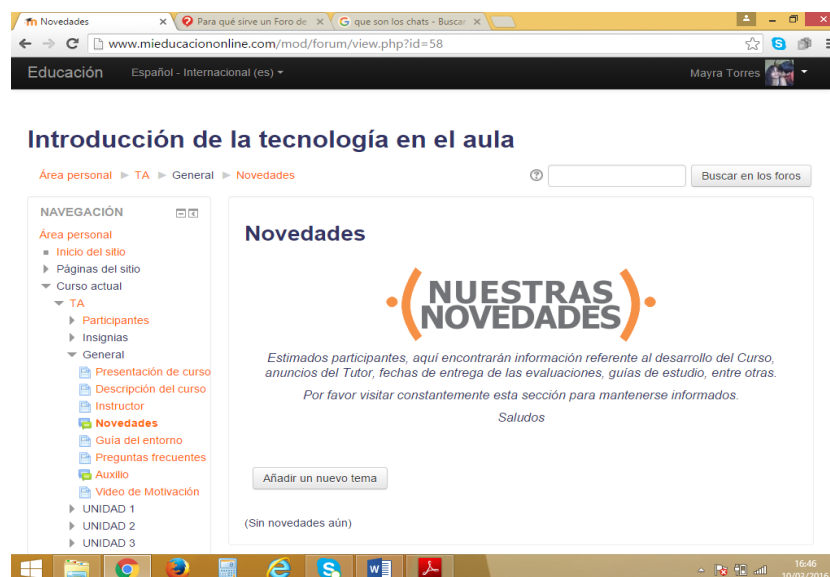 Novedades
Para qué sirve un Foro de
que son los chats - Buscar
www.mieducaciononline.com/mod/forum/view.php?id=58
Educación Español - Internacional (es)
Mayra Torres
Introducción de la tecnología en el aula
Área personal TA General Novedades
Buscar en los foros
NAVEGACIÓN
Área personal
Inicio del sitio
Páginas del sitio
Curso actual
TA
Participantes
Insignias
General
Presentación de curso
Descripción del curso
Instructor
Novedades
Guía del entorno
Preguntas frecuentes
Auxilio
Video de Motivación
UNIDAD 1
UNIDAD 2
UNIDAD 3
Novedades
NUESTRAS
NOVEDADES
Estimados participantes, aquí encontrarán información referente al desarrollo del Curso,
anuncios del Tutor, fechas de entrega de las evaluaciones, guías de estudio, entre otras.
Por favor visitar constantemente esta sección para mantenerse informados.
Saludos
Añadir un nuevo tema
(Sin novedades aún)
16:46
10/03/2016